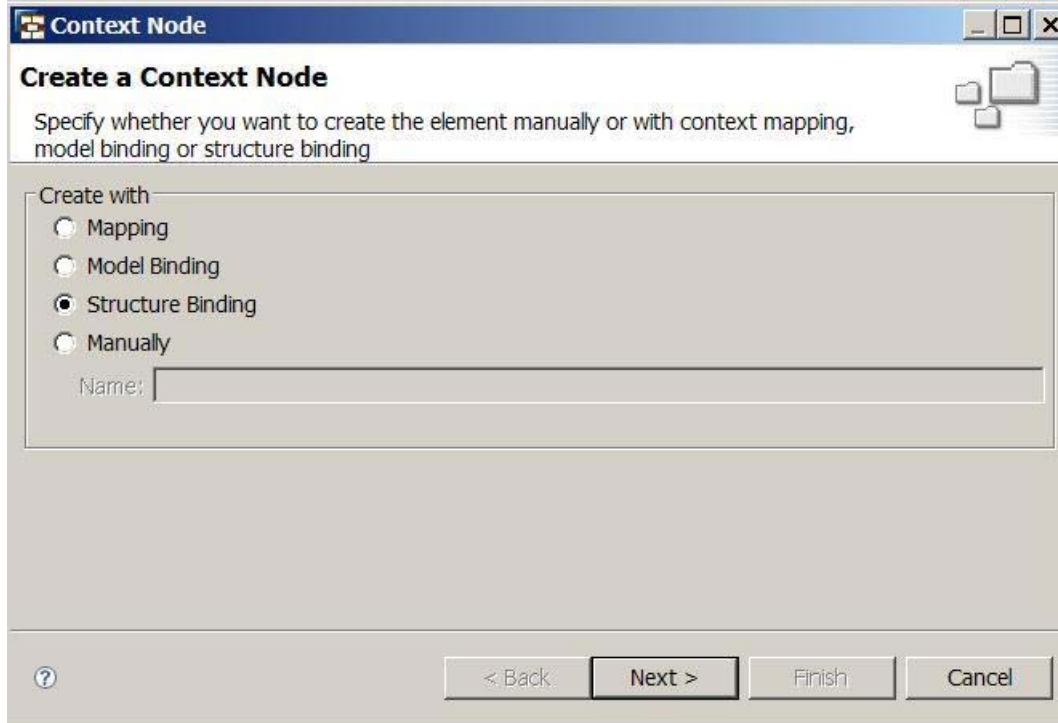 Context Node
Create a Context Node
Specify whether you want to create the element manually or with context mapping,
model binding or structure binding
Create with
Mapping
Model Binding
Structure Binding
Manually
Name:
?
< Back
Next >
Finish
Cancel